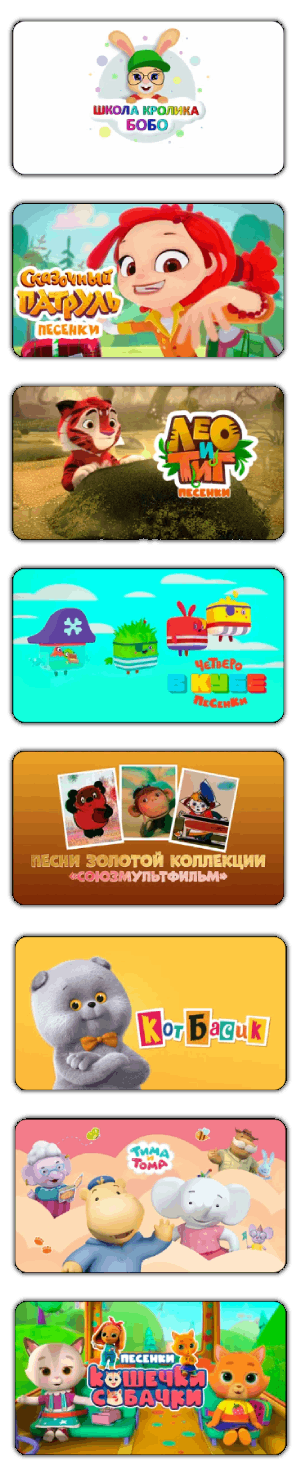 ШКОЛА КРОЛИКА
БОБО
Сказочный
ПАТРУЛЬ
ПЕСЕНКИ
ЛЕО
И
ТИГ
ПЕСЕНКИ
ЧЕТВЕРО
В КУБЕ
ПЕСЕНКИ
ПЕСНИ ЗОЛОТОЙ КОЛЛЕКЦИИ
«СОЮЗМУЛЬТФИЛЬМ»
Кот Басик
ТИМА
И
ТОМА
ПЕСЕНКИ
КОШЕЧКИ
СОБАЧКИ